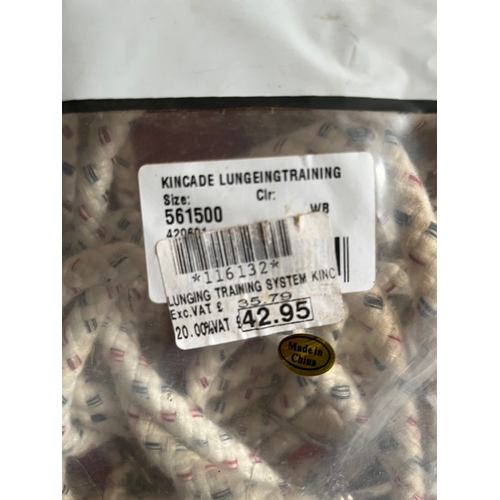 KINCADE LUNGEINGTRAINING
Size: Clr:
561500 WB
*116132*
LUNGING TRAINING SYSTEM KINC
Exc.VAT £ 35.79
20.00%VAT £42.95
Made in
China